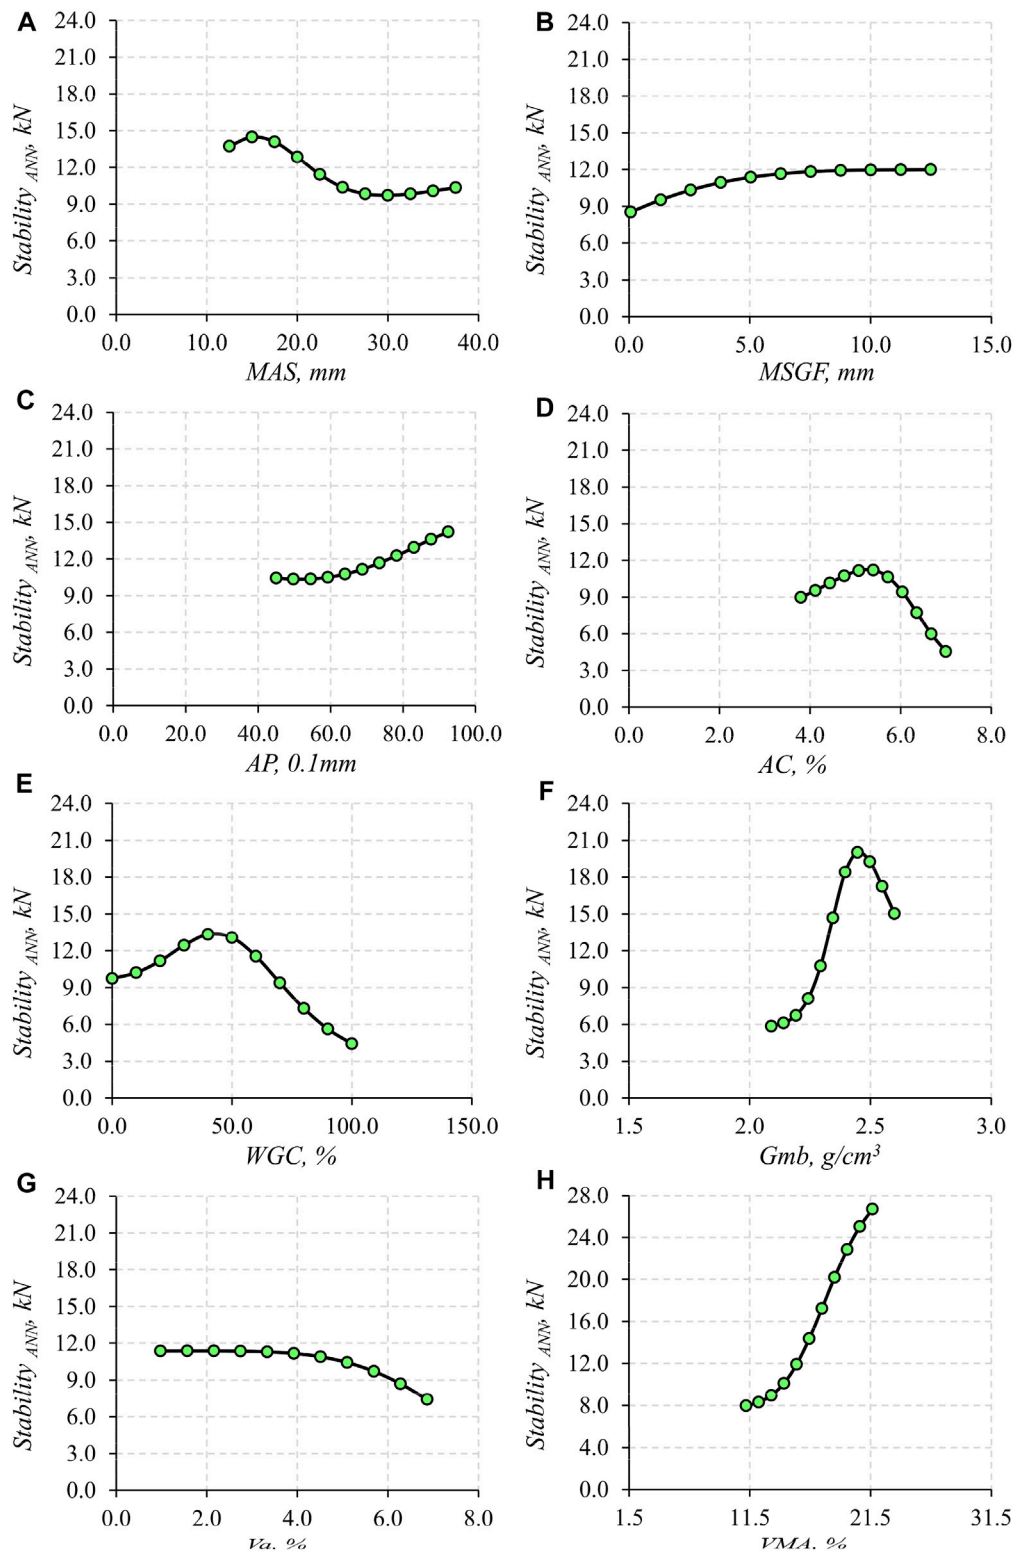 A
24.0
21.0
18.0
15.0
12.0
9.0
6.0
3.0
0.0
Stability ANN, kN
0.0 10.0 20.0 30.0 40.0
MAS, mm
B
24.0
21.0
18.0
15.0
12.0
9.0
6.0
3.0
0.0
Stability ANN, kN
0.0 5.0 10.0 15.0
MSGF, mm
C
24.0
21.0
18.0
15.0
12.0
9.0
6.0
3.0
0.0
Stability ANN, kN
0.0 20.0 40.0 60.0 80.0 100.0
AP, 0.1mm
D
24.0
21.0
18.0
15.0
12.0
9.0
6.0
3.0
0.0
Stability ANN, kN
0.0 2.0 4.0 6.0 8.0
AC, %
E
24.0
21.0
18.0
15.0
12.0
9.0
6.0
3.0
0.0
Stability ANN, kN
0.0 50.0 100.0 150.0
WGC, %
F
24.0
21.0
18.0
15.0
12.0
9.0
6.0
3.0
0.0
Stability ANN, kN
1.5 2.0 2.5 3.0
Gmb, g/cm³
G
24.0
21.0
18.0
15.0
12.0
9.0
6.0
3.0
0.0
Stability ANN, kN
0.0 2.0 4.0 6.0 8.0
Va, %
H
28.0
24.0
20.0
16.0
12.0
8.0
4.0
0.0
Stability ANN, kN
1.5 11.5 21.5 31.5
VMA, %